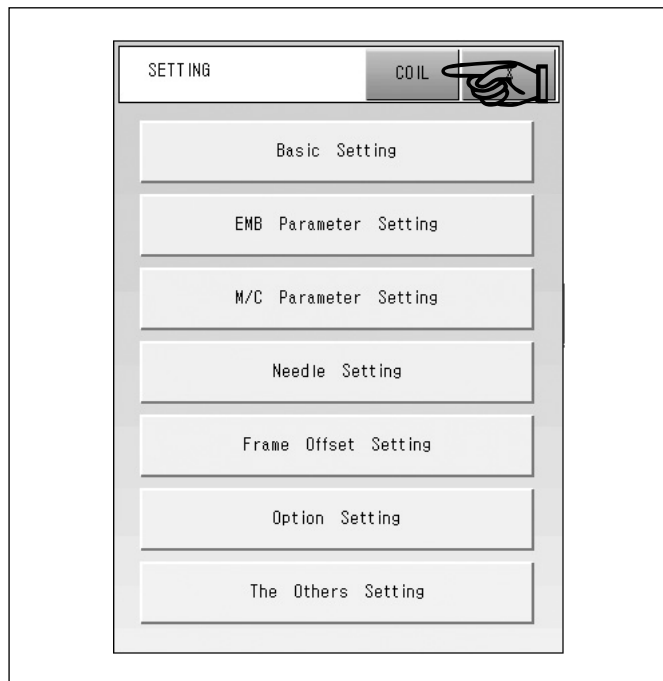 SETTING COIL X
Basic Setting
EMB Parameter Setting
M/C Parameter Setting
Needle Setting
Frame Offset Setting
Option Setting
The Others Setting